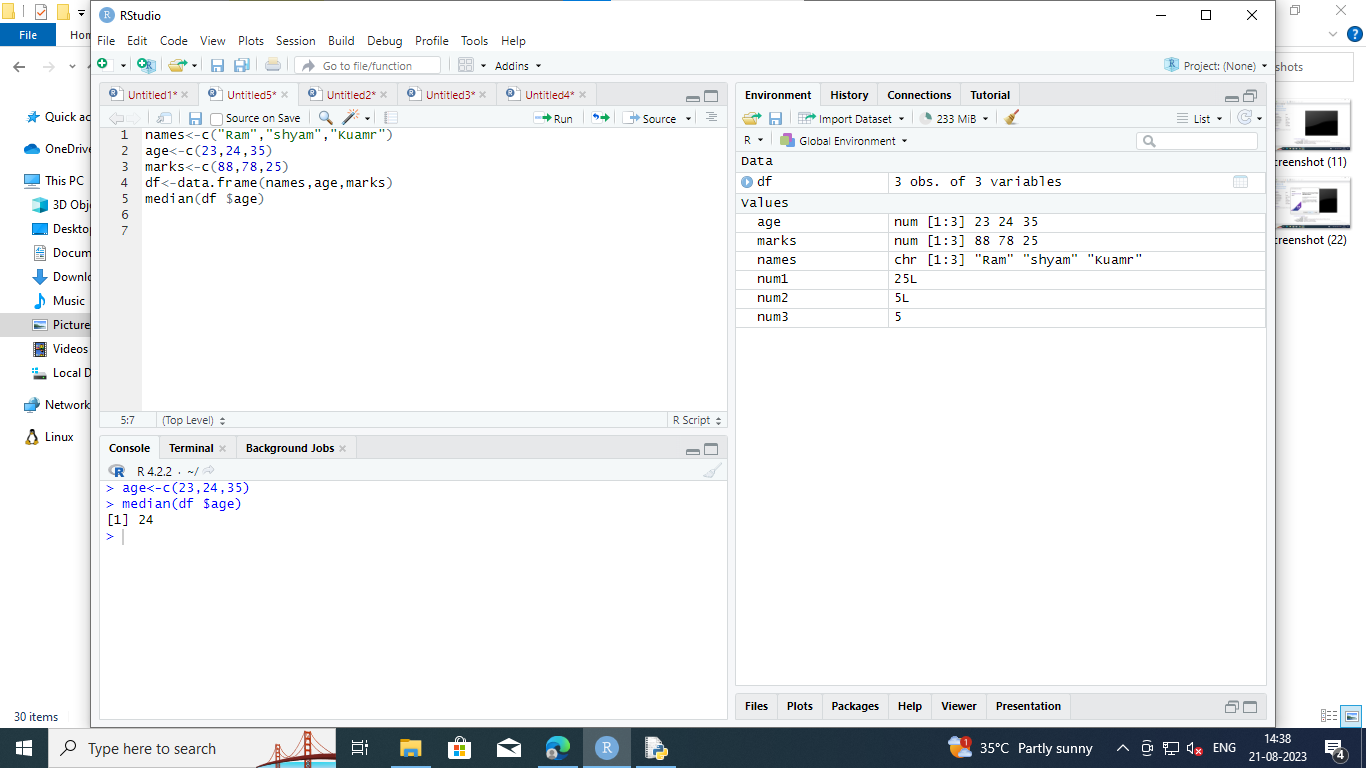 RStudio
File
Hom
File Edit Code View Plots Session Build Debug Profile Tools Help
Go to file/function
Addins
Project: (None)
shots
Untitled1* Untitled5* Untitled2* Untitled3* Untitled4*
Source on Save
Run
Source
1 names<-c("Ram","shyam","Kuamr")
2 age<-c(23,24,35)
3 marks<-c(88,78,25)
4 df<-data.frame(names,age,marks)
5 median(df $age)
6
7
5:7 (Top Level) R Script
Console Terminal Background Jobs
R 4.2.2 · ~/
> age<-c(23,24,35)
> median(df $age)
[1] 24
>
Environment History Connections Tutorial
Import Dataset 233 MiB List
R Global Environment
Data
df 3 obs. of 3 variables
Values
age num [1:3] 23 24 35
marks num [1:3] 88 78 25
names chr [1:3] "Ram" "shyam" "Kuamr"
num1 25L
num2 5L
num3 5
Files Plots Packages Help Viewer Presentation
Quick ac
OneDrive
This PC
3D Obj
Deskto
Docum
Downlo
Music
Picture
Videos
Local D
Network
Linux
30 items
creenshot (11)
creenshot (22)
Type here to search
1
35°C Partly sunny
ENG
14:38
21-08-2023
4